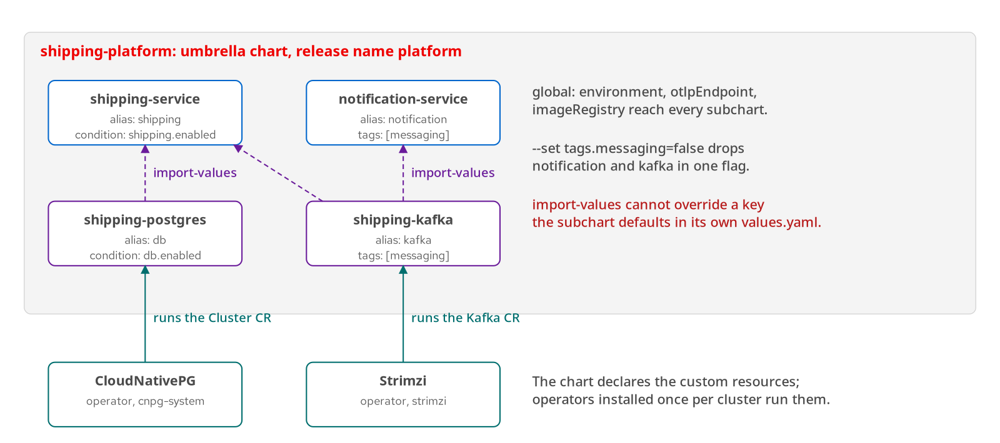 shipping-platform: umbrella chart, release name platform
shipping-service
alias: shipping
condition: shipping.enabled
notification-service
alias: notification
tags: [messaging]
global: environment, otlpEndpoint,
imageRegistry reach every subchart.
--set tags.messaging=false drops
notification and kafka in one flag.
import-values
import-values
import-values cannot override a key
the subchart defaults in its own values.yaml.
shipping-postgres
alias: db
condition: db.enabled
shipping-kafka
alias: kafka
tags: [messaging]
runs the Cluster CR
runs the Kafka CR
CloudNativePG
operator, cnpg-system
Strimzi
operator, strimzi
The chart declares the custom resources;
operators installed once per cluster run them.